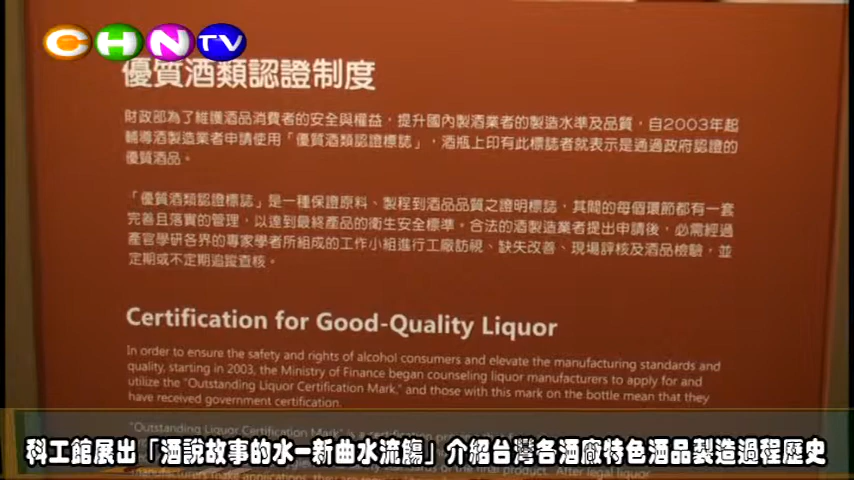 CHNTV
優質酒類認證制度
財政部為了維護酒品消費者的安全與權益，提升國內製酒業者的製造水準及品質，自2003年起
輔導酒製造業者申請使用「優質酒類認證標誌」，酒瓶上印有此標誌者就表示是通過政府認證的
優質酒品。
「優質酒類認證標誌」是一種保證原料、製程到酒品品質之證明標誌，其間的每個環節都有一套
完善且落實的管理，以達到最終產品的衛生安全標準。合法的酒製造業者提出申請後，必需經過
產官學研各界的專家學者所組成的工作小組進行工廠訪視、缺失改善、現場評核及酒品檢驗，並
定期或不定期追蹤查核。
Certification for Good-Quality Liquor
In order to ensure the safety and rights of alcohol consumers and elevate the manufacturing standards and
quality, starting in 2003, the Ministry of Finance began counseling liquor manufacturers to apply for and
utilize the "Outstanding Liquor Certification Mark," and those with this mark on the bottle mean that they
have received government certification.
"Outstanding Liquor Certification Mark" is a certification
科工館展出「酒說故事的水-新曲水流觴」介紹台灣各酒廠特色酒品製造過程歷史